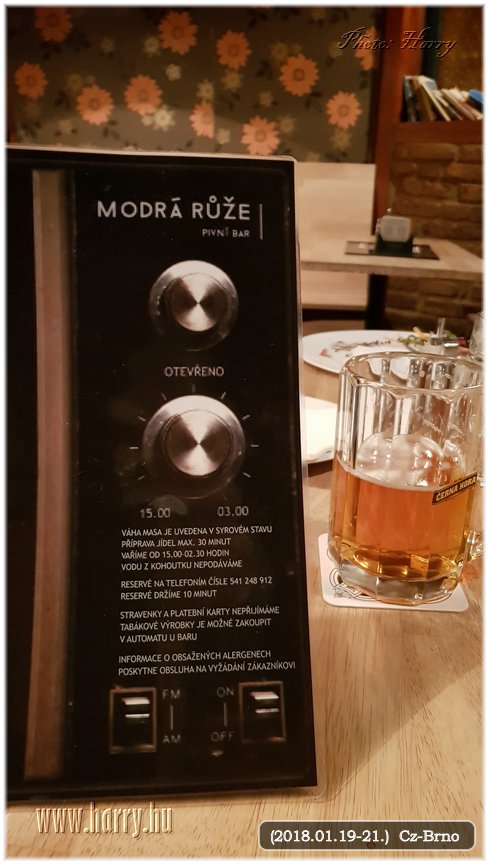 Photo: Harry
MODRÁ RŮŽE
PIVNÍ BAR
OTEVŘENO
15.00 03.00
VÁHA MASA JE UVEDENA V SYROVÉM STAVU
PŘÍPRAVA JÍDEL MAX. 30 MINUT
VAŘÍME OD 15.00-02.30 HODIN
VODU Z KOHOUTKU NEPODÁVÁME
RESERVÉ NA TELEFONÍM ČÍSLE 541 248 912
RESERVÉ DRŽÍME 10 MINUT
STRAVENKY A PLATEBNÍ KARTY NEPŘIJÍMÁME
TABÁKOVÉ VÝROBKY JE MOŽNÉ ZAKOUPIT
V AUTOMATU U BARU
INFORMACE O OBSAŽENÝCH ALERGENECH
POSKYTNE OBSLUHA NA VYŽÁDÁNÍ ZÁKAZNÍKOVI
FM ON
AM OFF
ČERNÁ HORA
www.harry.hu
(2018.01.19-21.) Cz-Brno